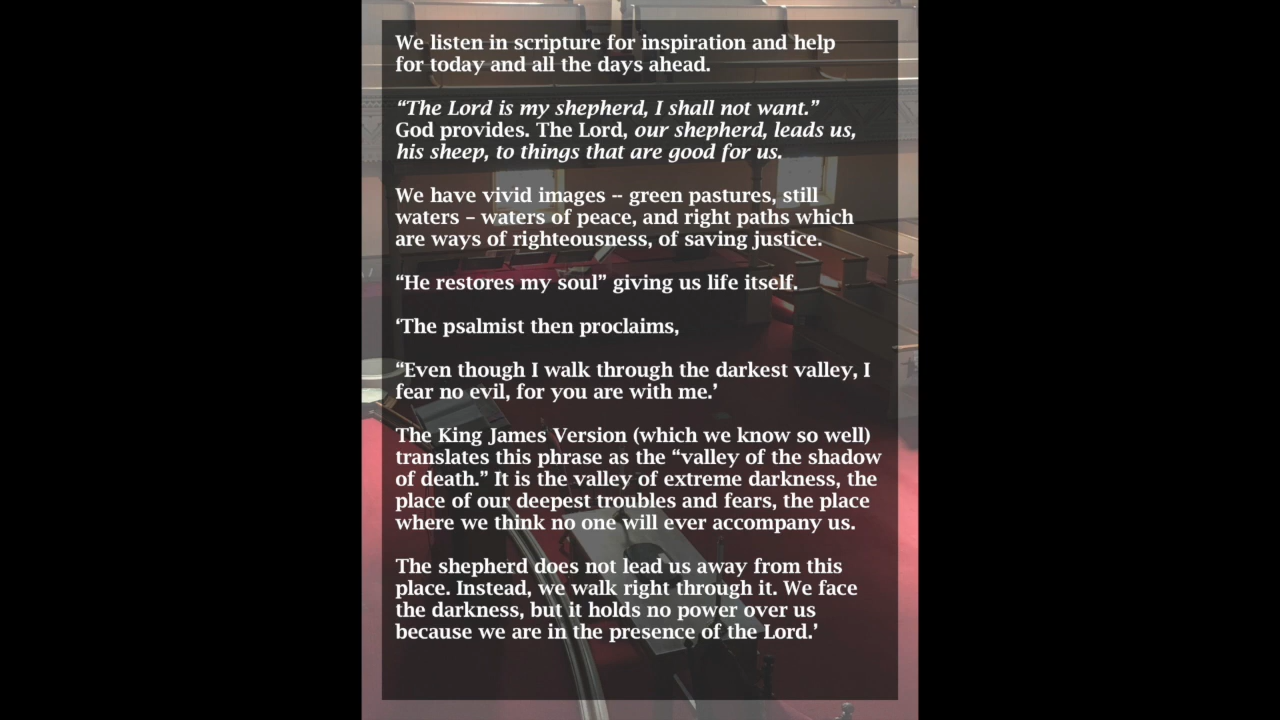 We listen in scripture for inspiration and help
for today and all the days ahead.
“The Lord is my shepherd, I shall not want.”
God provides. The Lord, our shepherd, leads us,
his sheep, to things that are good for us.
We have vivid images -- green pastures, still
waters – waters of peace, and right paths which
are ways of righteousness, of saving justice.
“He restores my soul” giving us life itself.
‘The psalmist then proclaims,
“Even though I walk through the darkest valley, I
fear no evil, for you are with me.’
The King James Version (which we know so well)
translates this phrase as the “valley of the shadow
of death.” It is the valley of extreme darkness, the
place of our deepest troubles and fears, the place
where we think no one will ever accompany us.
The shepherd does not lead us away from this
place. Instead, we walk right through it. We face
the darkness, but it holds no power over us
because we are in the presence of the Lord.’